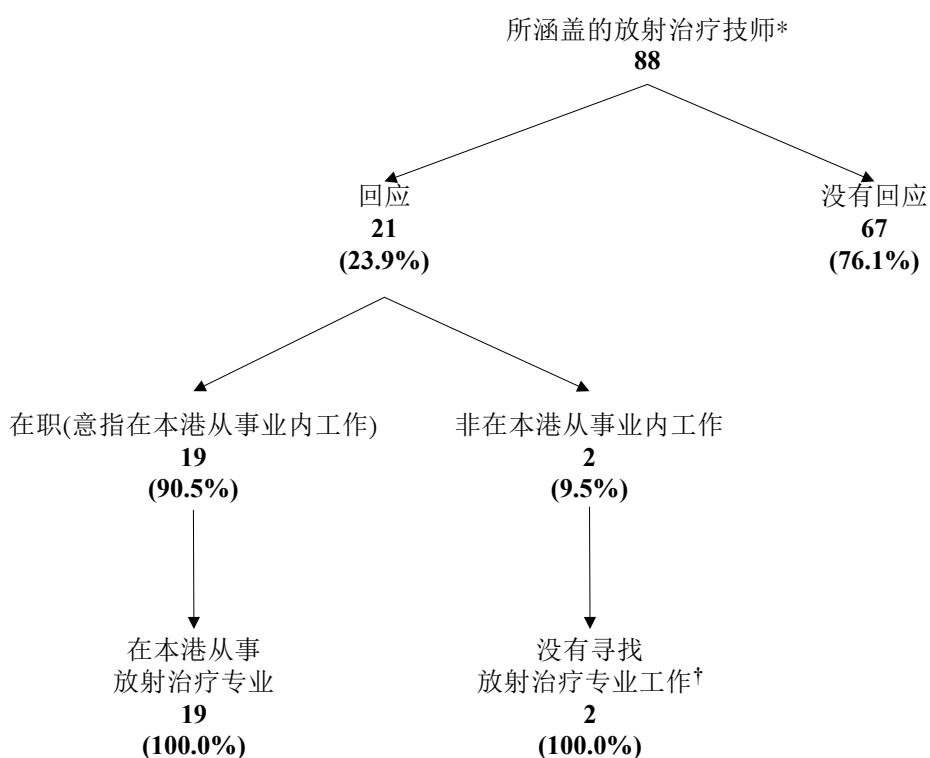 所涵盖的放射治疗技师*
88
回应
21
(23.9%)
没有回应
67
(76.1%)
在职(意指在本港从事业内工作)
19
(90.5%)
非在本港从事业内工作
2
(9.5%)
在本港从事
放射治疗专业
19
(100.0%)
没有寻找
放射治疗专业工作†
2
(100.0%)